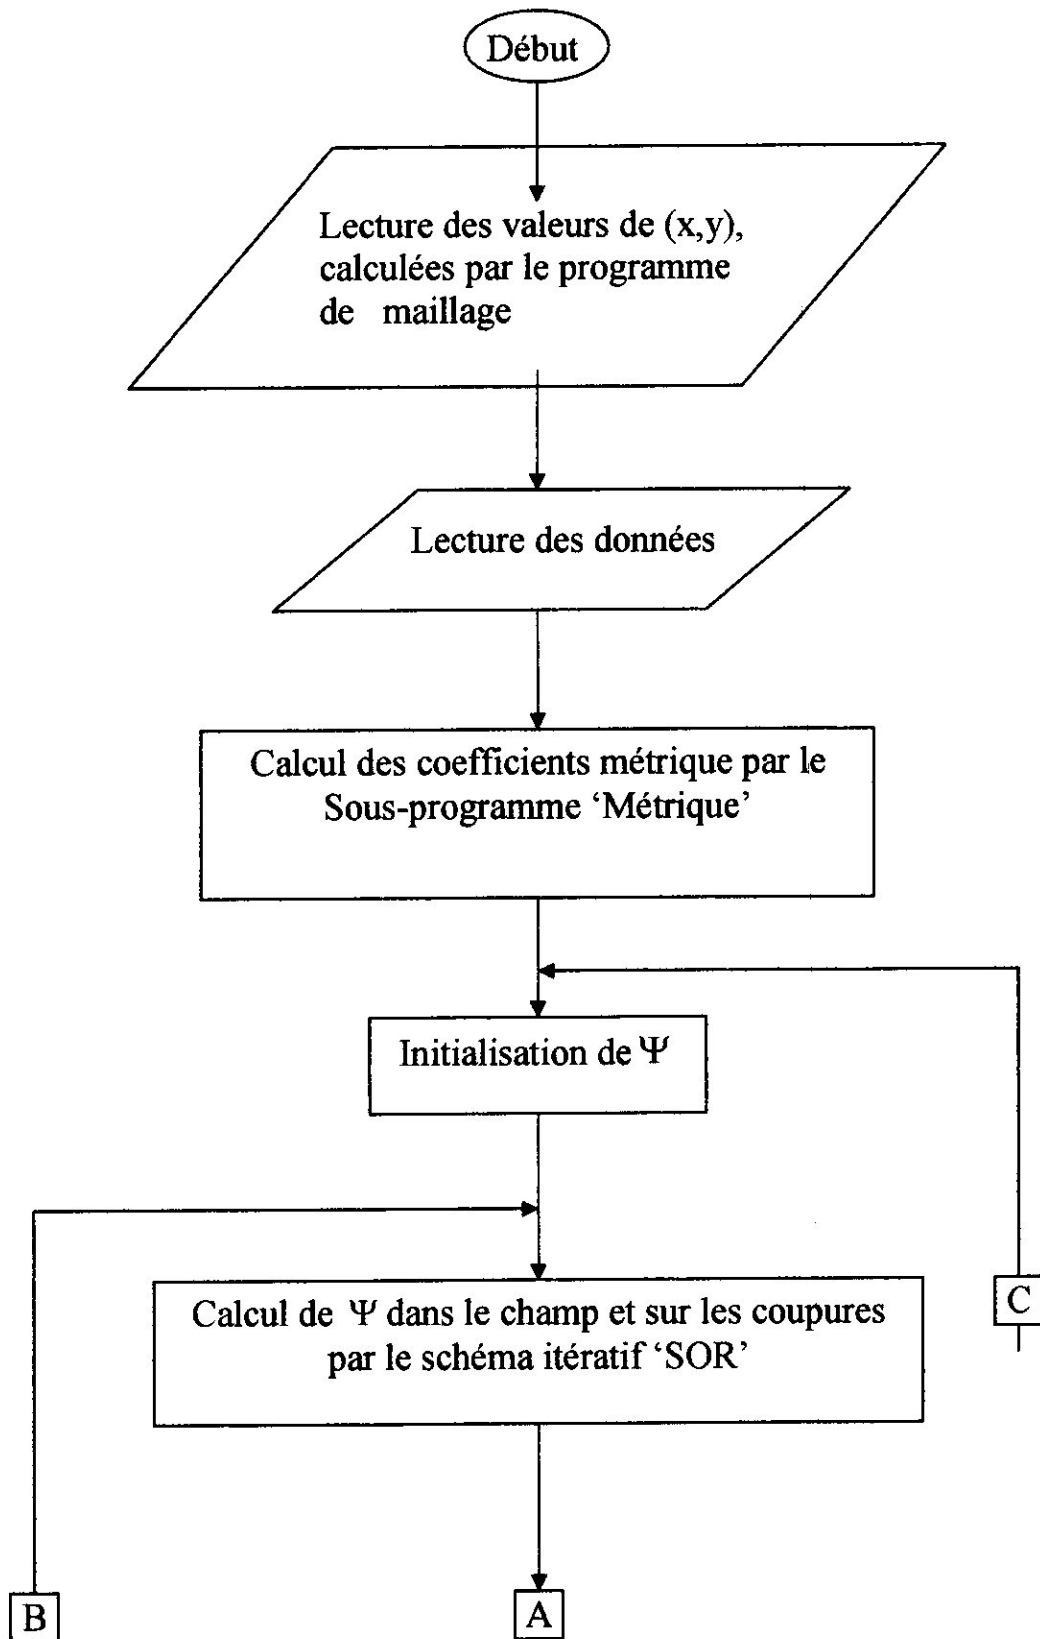 Début
Lecture des valeurs de (x,y),
calculées par le programme
de maillage
Lecture des données
Calcul des coefficients métrique par le
Sous-programme ‘Métrique’
Initialisation de Ψ
Calcul de Ψ dans le champ et sur les coupures
par le schéma itératif ‘SOR’
C
B
A